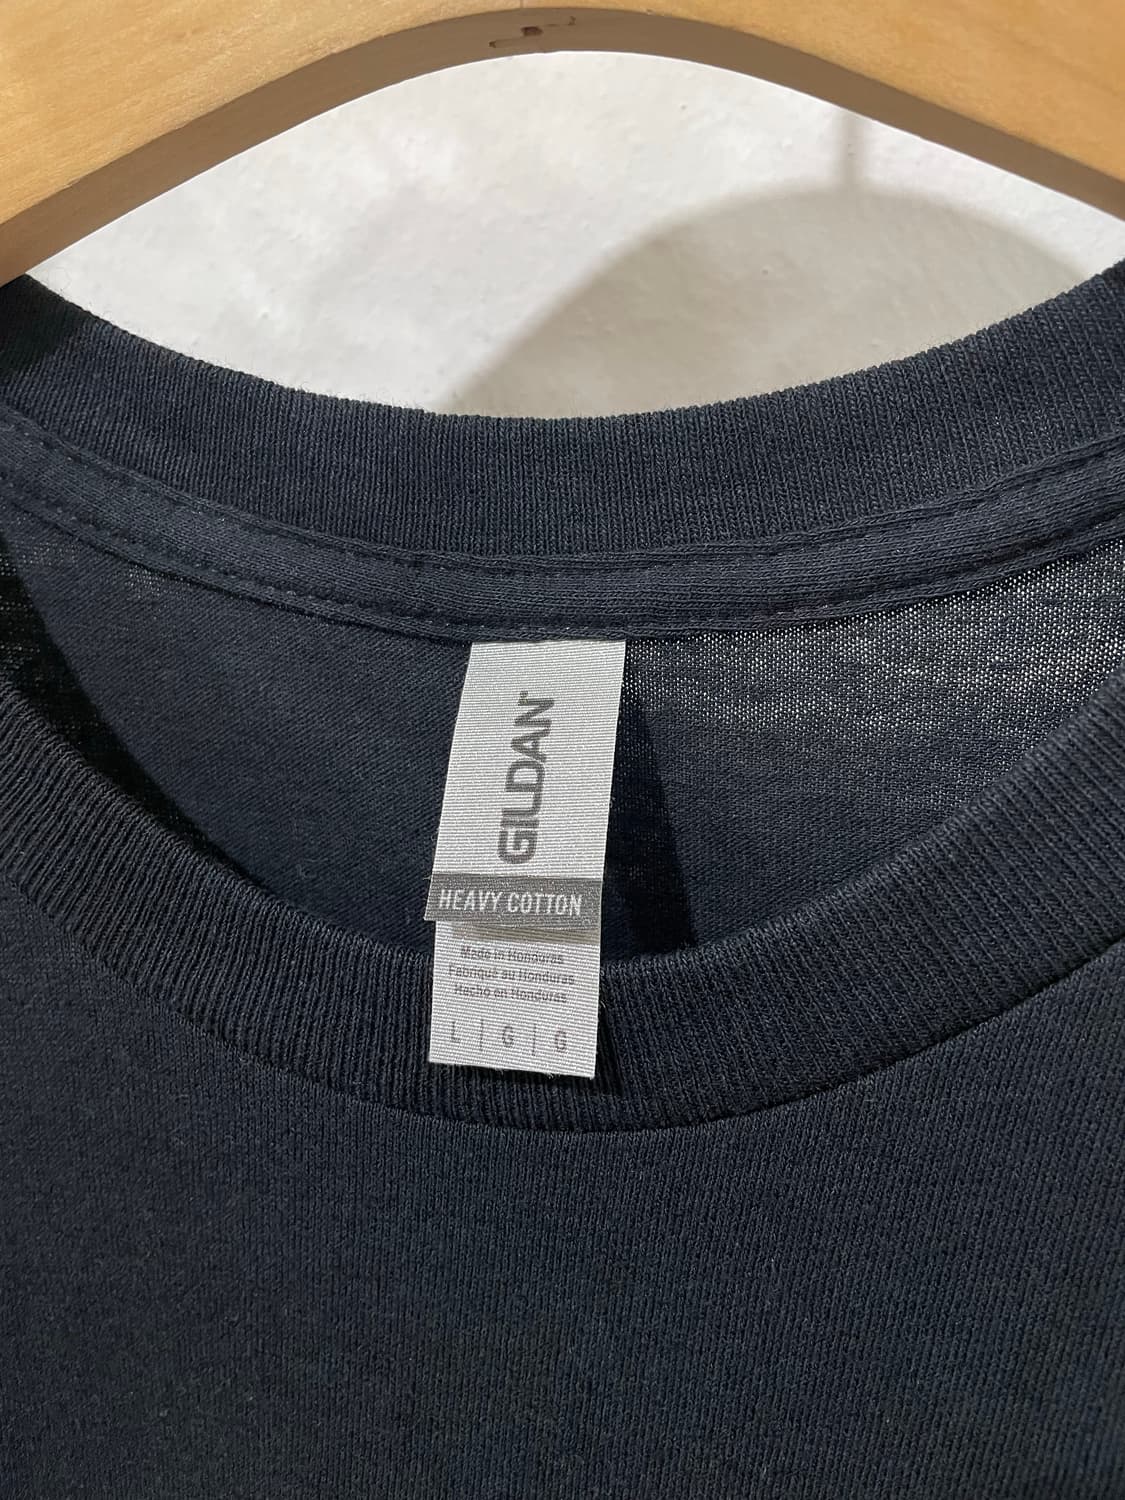 GILDAN
HEAVY COTTON
Made in Honduras
Fabriqué au Honduras
Hecho en Honduras
L | G | G